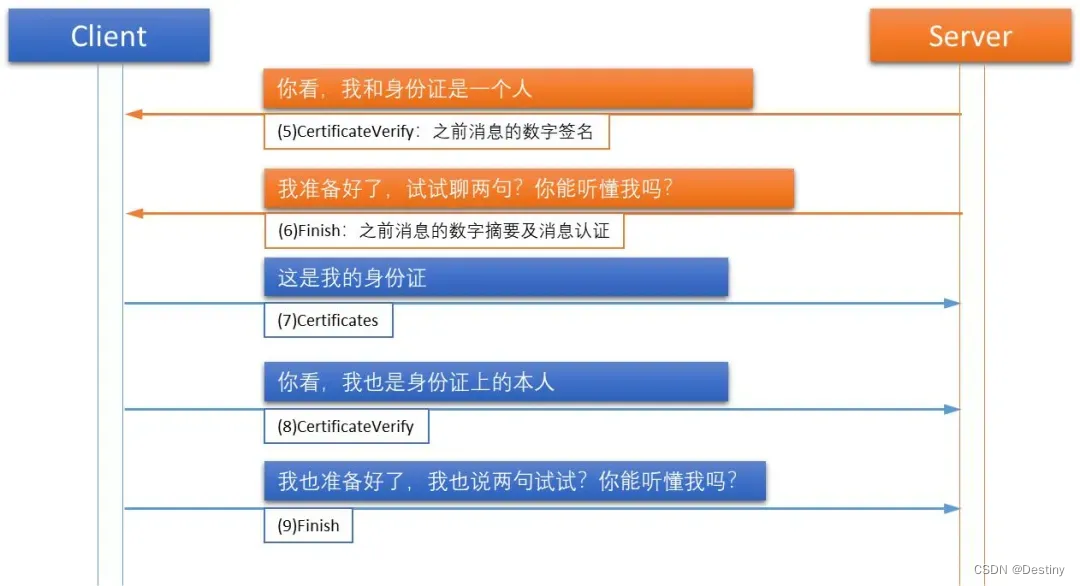 Client
Server
你看，我和身份证是一个人
(5)CertificateVerify：之前消息的数字签名
我准备好了，试试聊两句？你能听懂我吗？
(6)Finish：之前消息的数字摘要及消息认证
这是我的身份证
(7)Certificates
你看，我也是身份证上的本人
(8)CertificateVerify
我也准备好了，我也说两句试试？你能听懂我吗？
(9)Finish
CSDN @Destiny